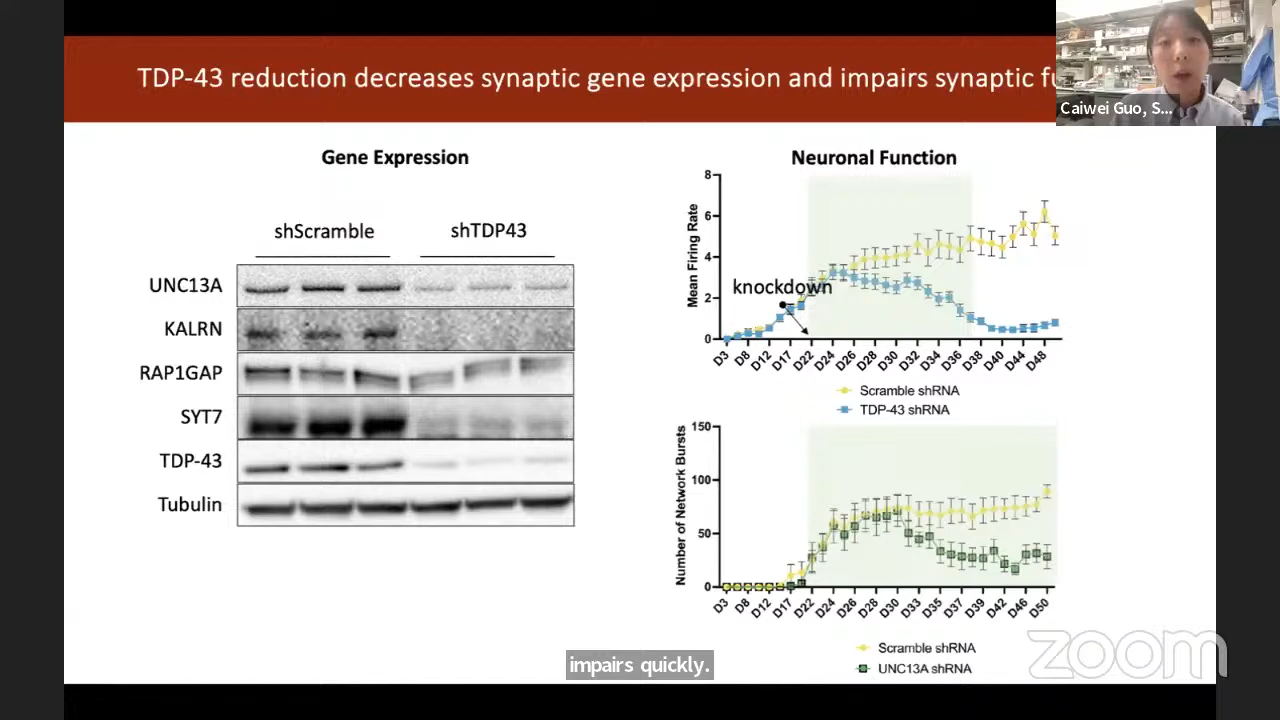 TDP-43 reduction decreases synaptic gene expression and impairs synaptic fu
Caiwei Guo, S...
Gene Expression
shScramble
shTDP43
UNC13A
KALRN
RAP1GAP
SYT7
TDP-43
Tubulin
Neuronal Function
Mean Firing Rate
8
6
4
2
0
knockdown
D3 D8 D12 D17 D22 D24 D26 D28 D30 D32 D34 D36 D38 D40 D44 D48
Scramble shRNA
TDP-43 shRNA
Number of Network Bursts
150
100
50
0
D3 D8 D12 D17 D22 D24 D26 D28 D30 D33 D35 D37 D39 D42 D46 D50
Scramble shRNA
UNC13A shRNA
impairs quickly.
zoom